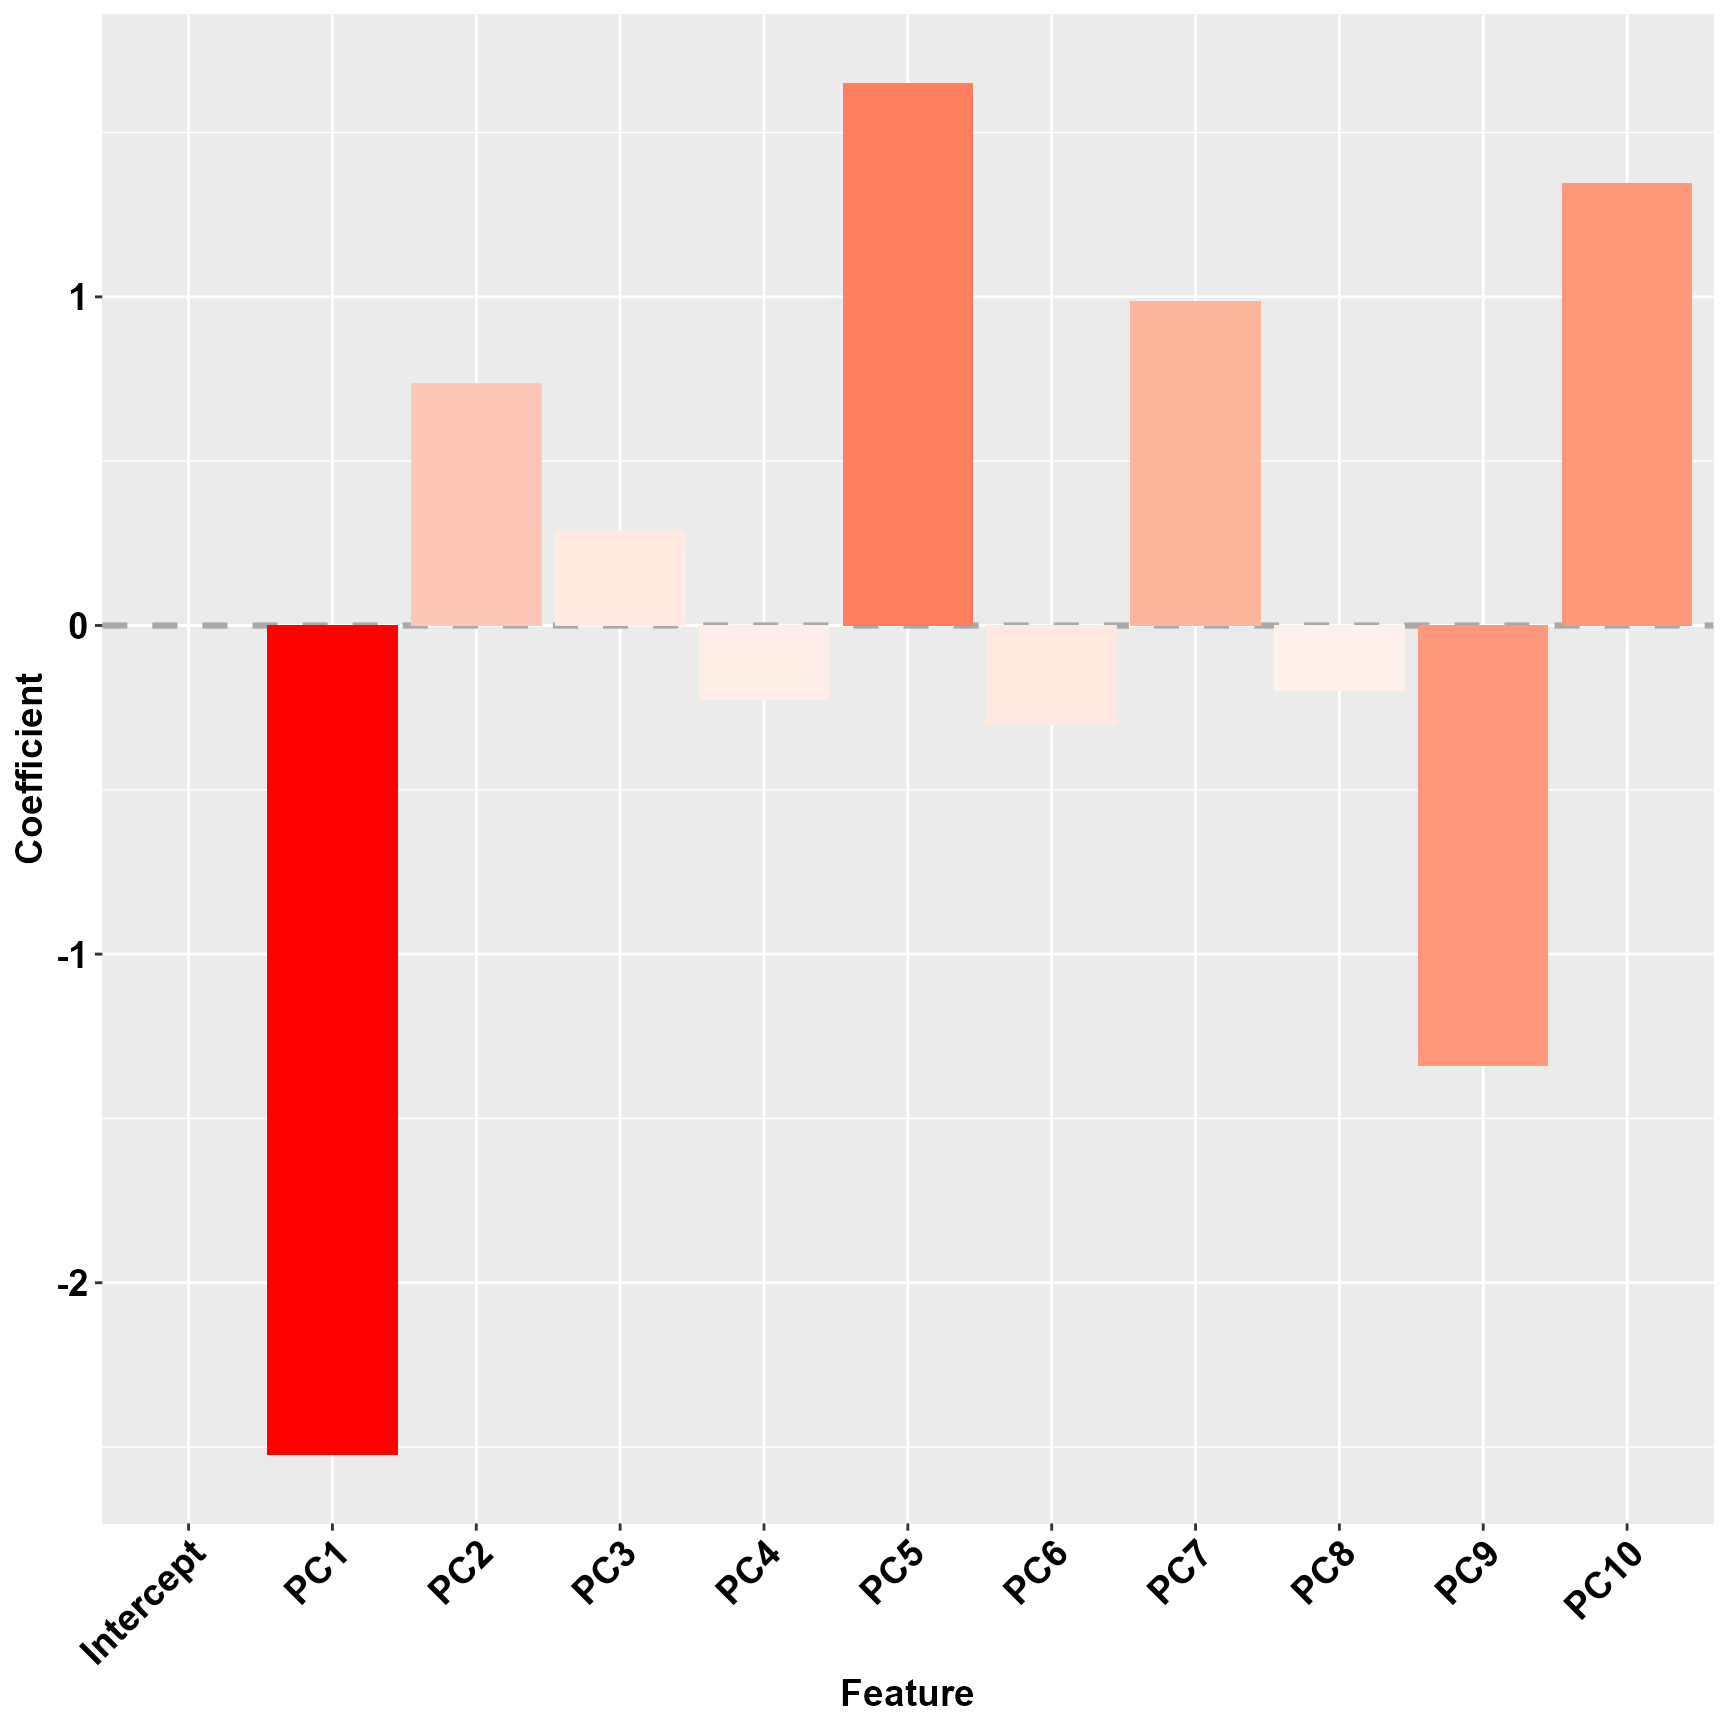 Coefficient
1
0
-1
-2
Intercept
PC1
PC2
PC3
PC4
PC5
PC6
PC7
PC8
PC9
PC10
Feature